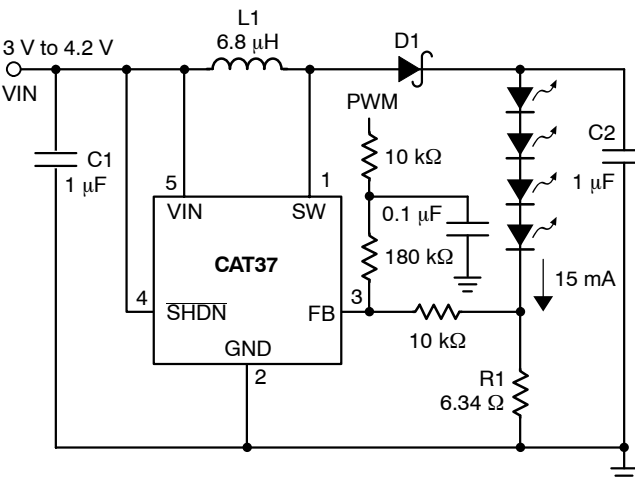 L1
6.8 μH
3 V to 4.2 V
VIN
D1
PWM
10 kΩ
C1
1 μF
C2
1 μF
5
1
VIN
SW
0.1 μF
180 kΩ
CAT37
15 mA
4
3
SHDN
FB
10 kΩ
GND
2
R1
6.34 Ω